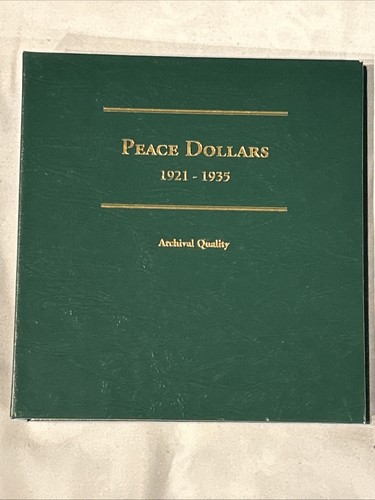 PEACE DOLLARS
1921 - 1935
Archival Quality